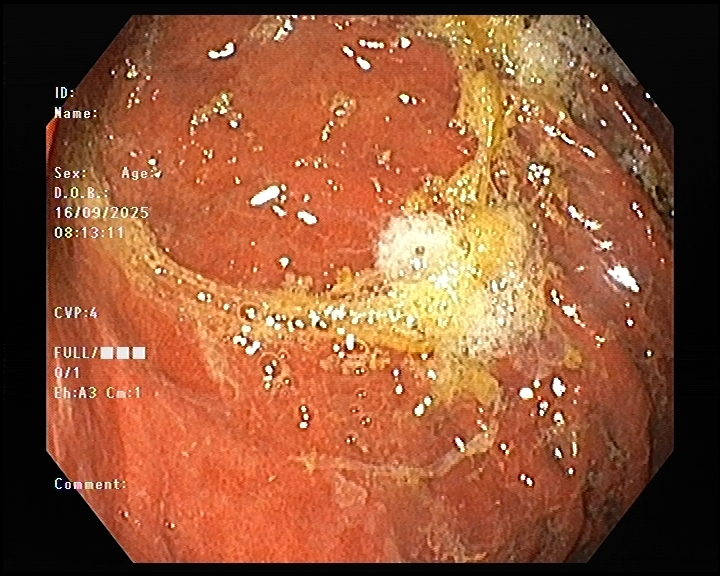 ID:
Name:
Sex: Age:
D.O.B.:
16/09/2025
08:13:11
CVP:4
FULL/■■■
0/1
Eh:A3 Cm:1
Comment: